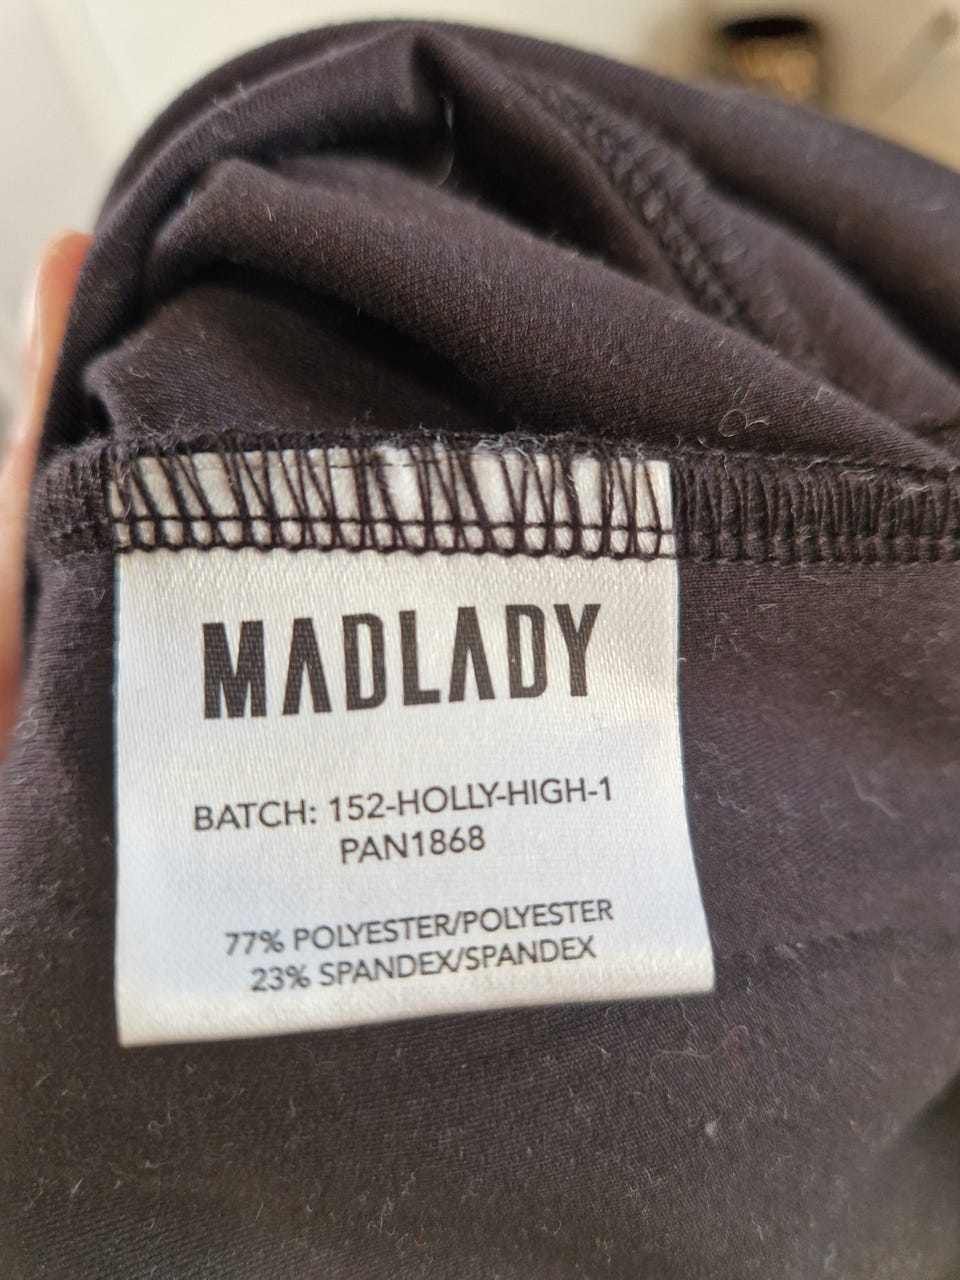 MADLADY
BATCH: 152-HOLLY-HIGH-1
PAN1868
77% POLYESTER/POLYESTER
23% SPANDEX/SPANDEX